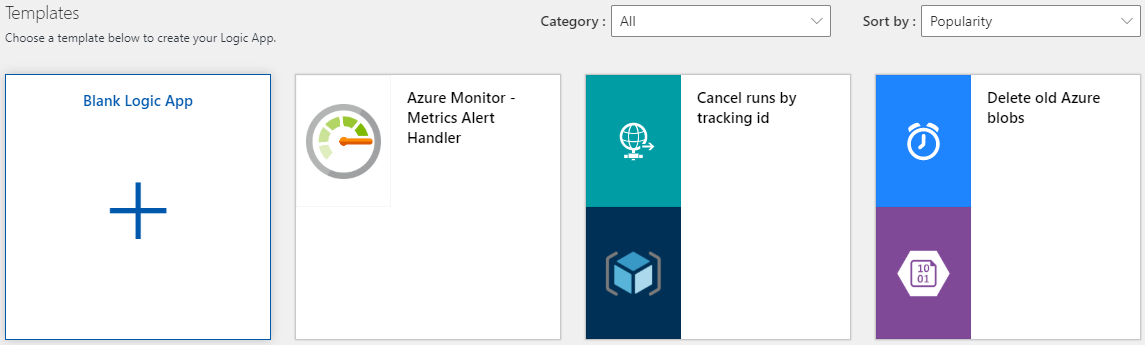 Templates
Category : All
Sort by : Popularity
Choose a template below to create your Logic App.
Blank Logic App
Azure Monitor -
Metrics Alert
Handler
Cancel runs by
tracking id
Delete old Azure
blobs
10
01